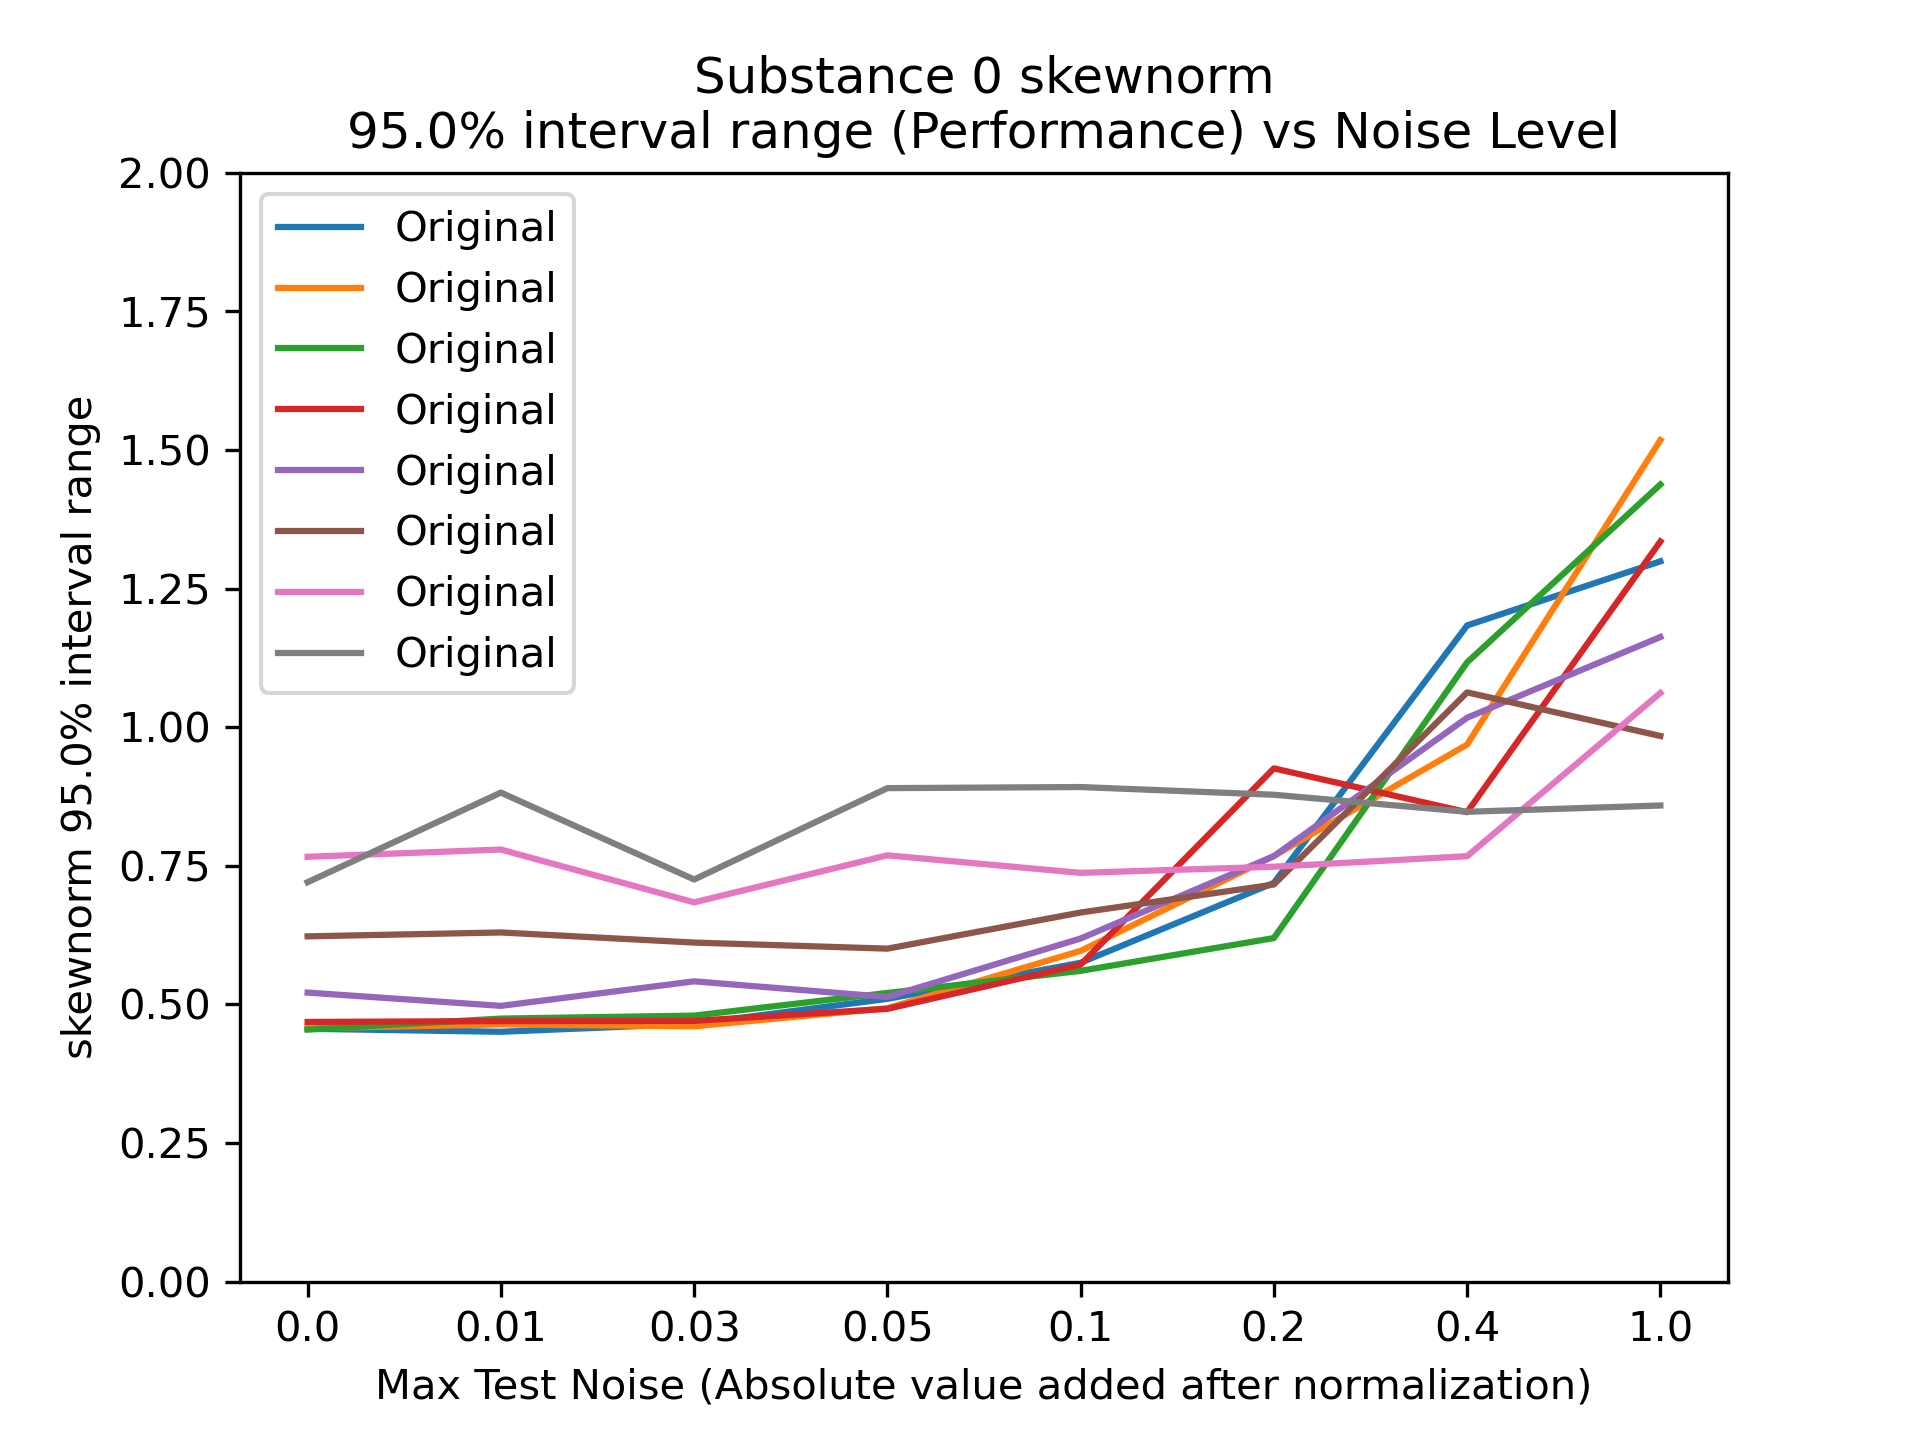 Substance 0 skewnorm
95.0% interval range (Performance) vs Noise Level
skewnorm 95.0% interval range
2.00
1.75
1.50
1.25
1.00
0.75
0.50
0.25
0.00
Original
Original
Original
Original
Original
Original
Original
Original
0.0 0.01 0.03 0.05 0.1 0.2 0.4 1.0
Max Test Noise (Absolute value added after normalization)